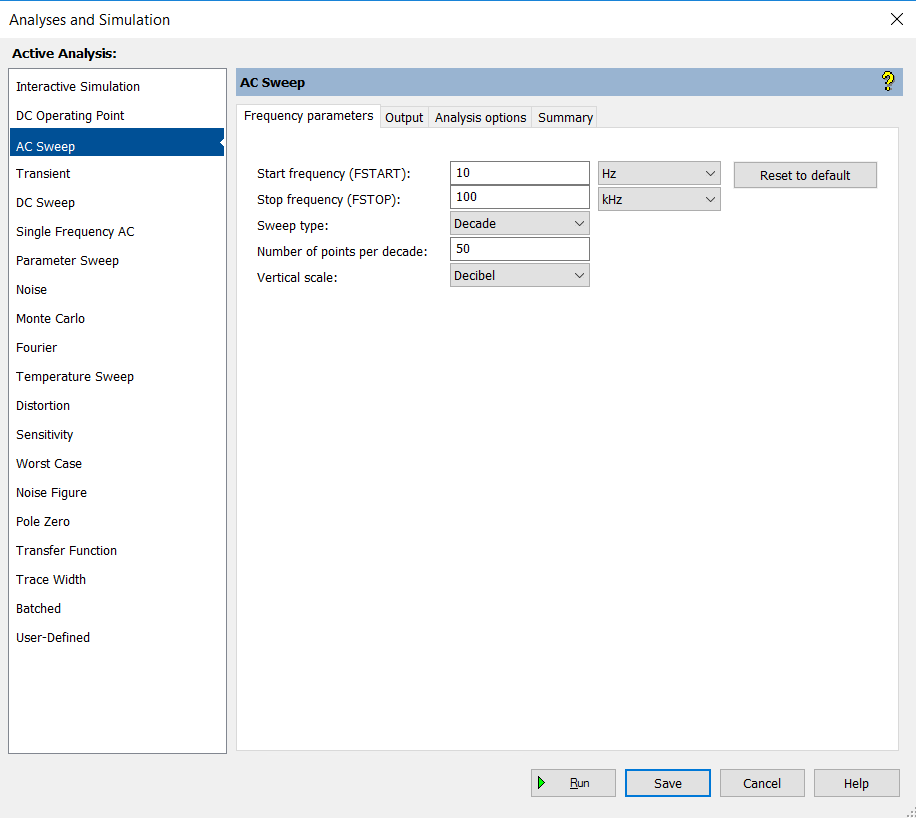 Analyses and Simulation
Active Analysis:
Interactive Simulation
DC Operating Point
AC Sweep
Transient
DC Sweep
Single Frequency AC
Parameter Sweep
Noise
Monte Carlo
Fourier
Temperature Sweep
Distortion
Sensitivity
Worst Case
Noise Figure
Pole Zero
Transfer Function
Trace Width
Batched
User-Defined
AC Sweep
Frequency parameters Output Analysis options Summary
Start frequency (FSTART): 10 Hz Reset to default
Stop frequency (FSTOP): 100 kHz
Sweep type: Decade
Number of points per decade: 50
Vertical scale: Decibel
Run Save Cancel Help